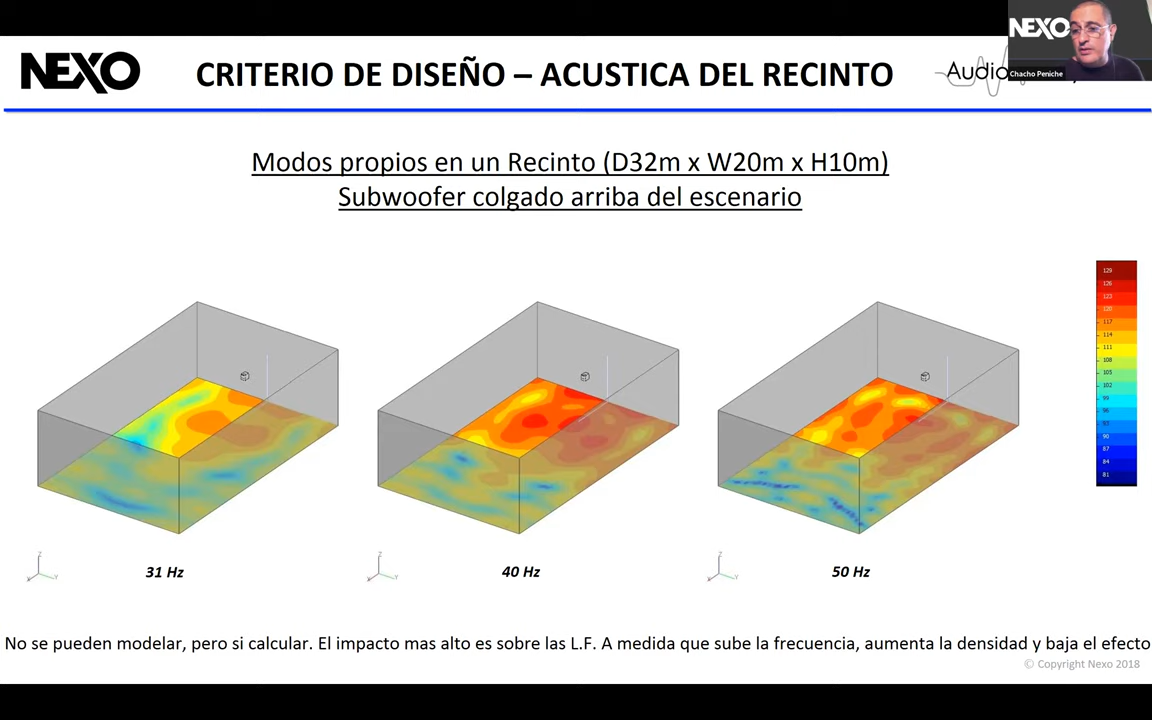 NEXO
CRITERIO DE DISEÑO – ACUSTICA DEL RECINTO
Audio
NEXO
Chacho Peniche
Modos propios en un Recinto (D32m x W20m x H10m)
Subwoofer colgado arriba del escenario
129
126
123
120
117
114
111
108
105
102
99
96
93
90
87
84
81
31 Hz
40 Hz
50 Hz
No se pueden modelar, pero si calcular. El impacto mas alto es sobre las L.F. A medida que sube la frecuencia, aumenta la densidad y baja el efecto
© Copyright Nexo 2018